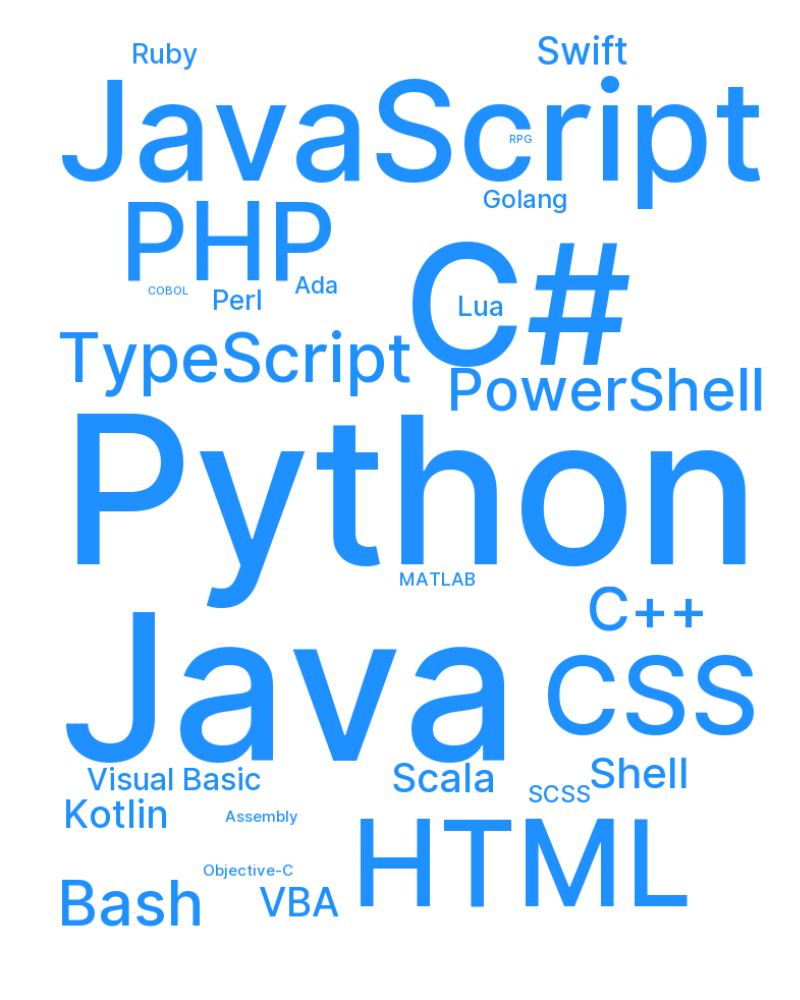 Ruby
Swift
JavaScript
RPG
Golang
PHP
C#
COBOL
Perl
Ada
Lua
TypeScript
PowerShell
Python
MATLAB
C++
Java
CSS
Visual Basic
Scala
Shell
SCSS
Kotlin
Assembly
HTML
Objective-C
Bash
VBA